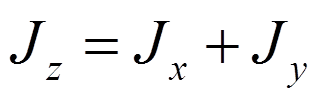 J_z = J_x + J_y